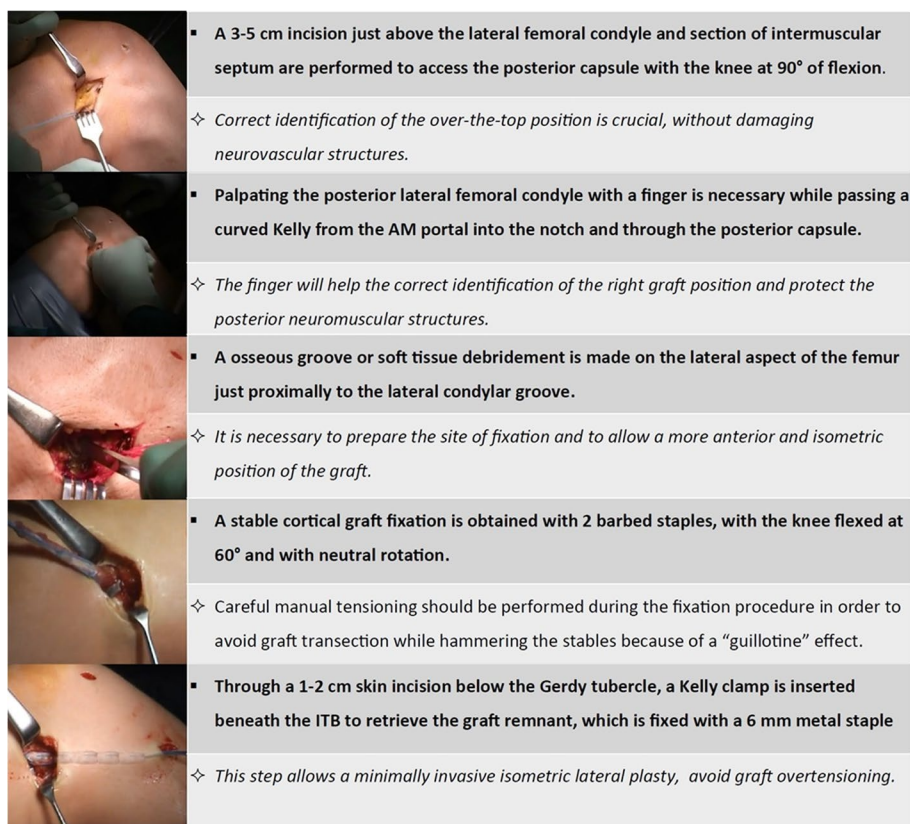 ▪ A 3-5 cm incision just above the lateral femoral condyle and section of intermuscular
septum are performed to access the posterior capsule with the knee at 90° of flexion.
✧ Correct identification of the over-the-top position is crucial, without damaging
neurovascular structures.
▪ Palpating the posterior lateral femoral condyle with a finger is necessary while passing a
curved Kelly from the AM portal into the notch and through the posterior capsule.
✧ The finger will help the correct identification of the right graft position and protect the
posterior neuromuscular structures.
▪ A osseous groove or soft tissue debridement is made on the lateral aspect of the femur
just proximally to the lateral condylar groove.
✧ It is necessary to prepare the site of fixation and to allow a more anterior and isometric
position of the graft.
▪ A stable cortical graft fixation is obtained with 2 barbed staples, with the knee flexed at
60° and with neutral rotation.
✧ Careful manual tensioning should be performed during the fixation procedure in order to
avoid graft transection while hammering the stables because of a “guillotine” effect.
▪ Through a 1-2 cm skin incision below the Gerdy tubercle, a Kelly clamp is inserted
beneath the ITB to retrieve the graft remnant, which is fixed with a 6 mm metal staple
✧ This step allows a minimally invasive isometric lateral plasty, avoid graft overtensioning.